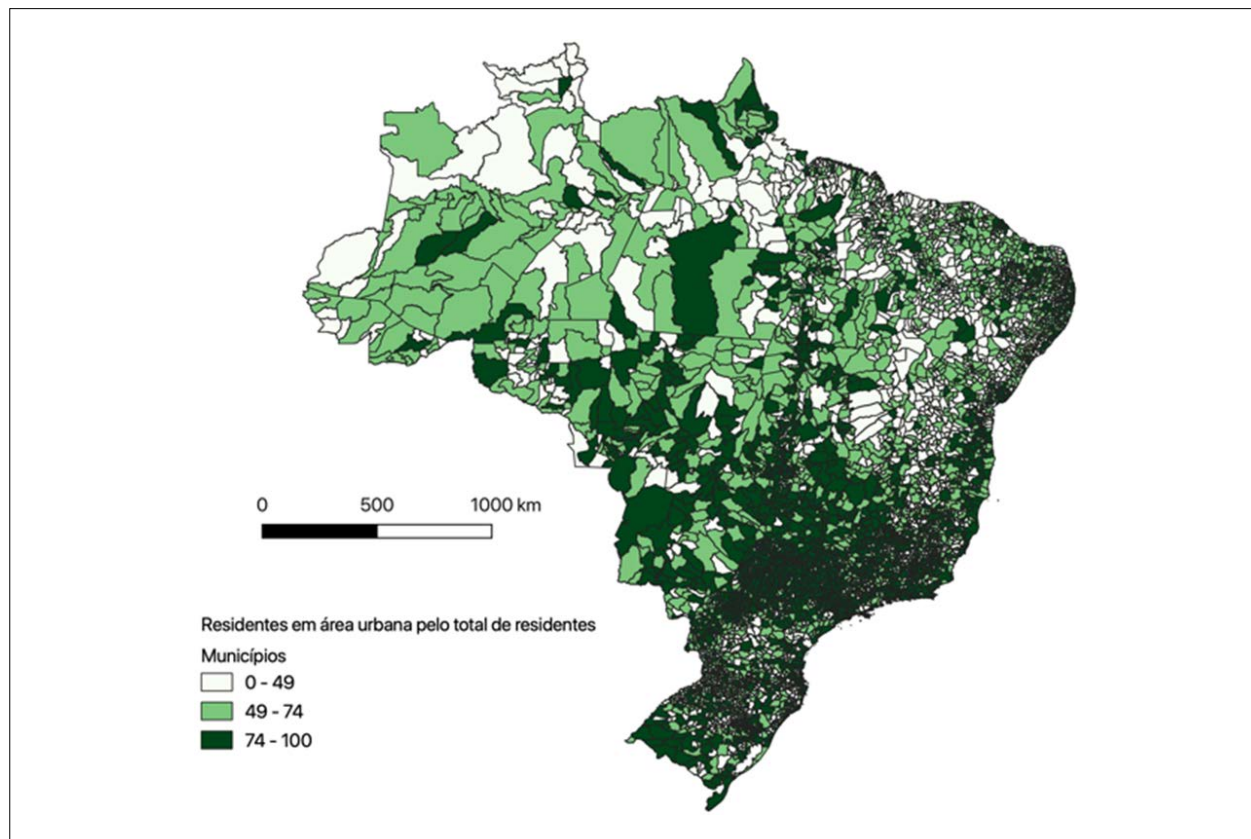 0 500 1000 km
Residentes em área urbana pelo total de residentes
Municípios
0 - 49
49 - 74
74 - 100